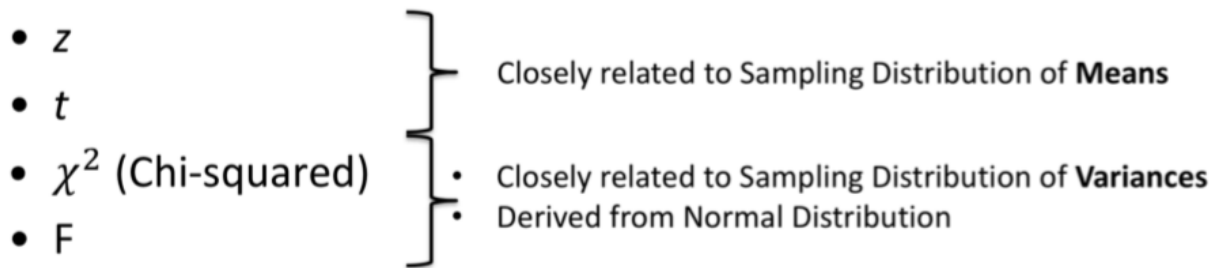 • z
• t
Closely related to Sampling Distribution of Means
• χ² (Chi-squared)
• F
• Closely related to Sampling Distribution of Variances
• Derived from Normal Distribution